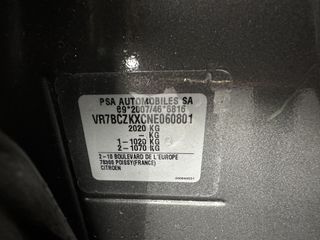 PSA AUTOMOBILES SA
e9*2007/46*6816
VR7BCZKXCNE060801
2020 KG
- KG
1-1020 KG
2-1070 KG
2-10 BOULEVARD DE L'EUROPE
78300 POISSY(FRANCE)
CITROEN